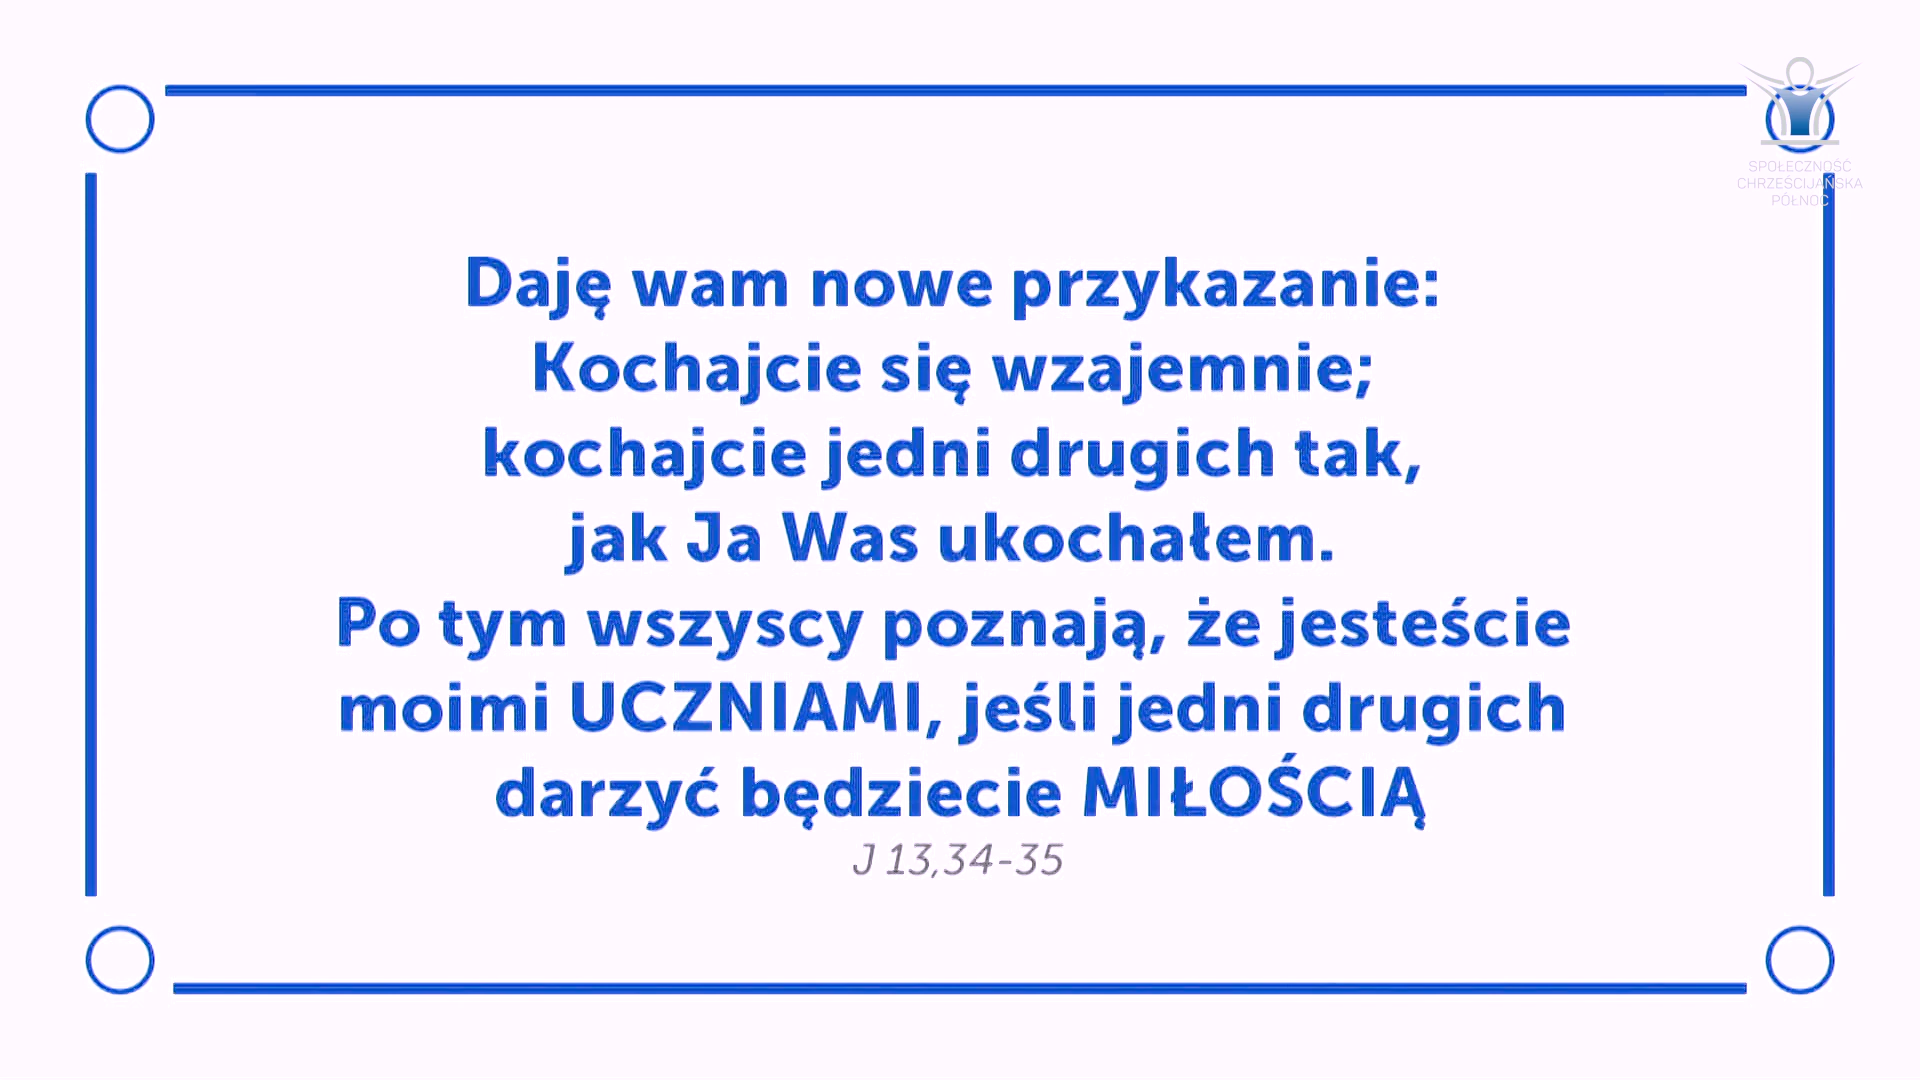 SPOŁECZNOŚĆ
CHRZEŚCIJAŃSKA
PÓŁNOC
Daję wam nowe przykazanie:
Kochajcie się wzajemnie;
kochajcie jedni drugich tak,
jak Ja Was ukochałem.
Po tym wszyscy poznają, że jesteście
moimi UCZNIAMI, jeśli jedni drugich
darzyć będziecie MIŁOŚCIĄ
J 13,34-35